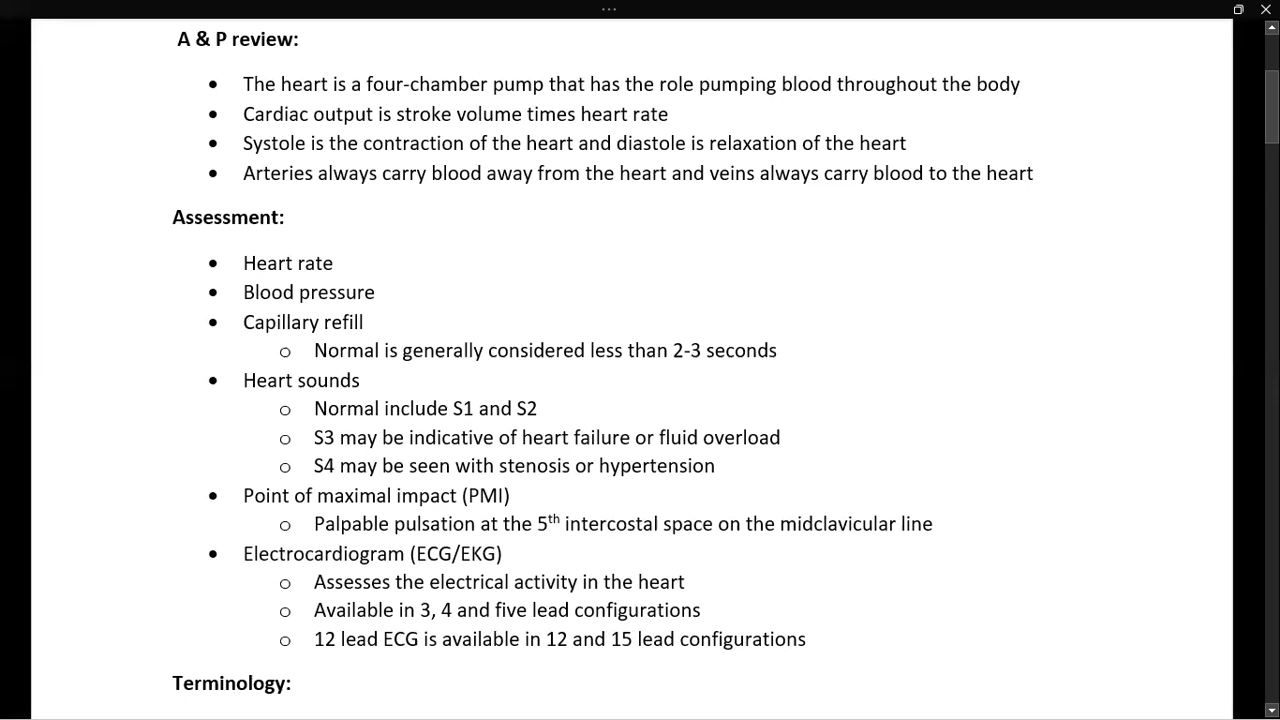 A & P review:
• The heart is a four-chamber pump that has the role pumping blood throughout the body
• Cardiac output is stroke volume times heart rate
• Systole is the contraction of the heart and diastole is relaxation of the heart
• Arteries always carry blood away from the heart and veins always carry blood to the heart
Assessment:
• Heart rate
• Blood pressure
• Capillary refill
o Normal is generally considered less than 2-3 seconds
• Heart sounds
o Normal include S1 and S2
o S3 may be indicative of heart failure or fluid overload
o S4 may be seen with stenosis or hypertension
• Point of maximal impact (PMI)
o Palpable pulsation at the 5th intercostal space on the midclavicular line
• Electrocardiogram (ECG/EKG)
o Assesses the electrical activity in the heart
o Available in 3, 4 and five lead configurations
o 12 lead ECG is available in 12 and 15 lead configurations
Terminology: